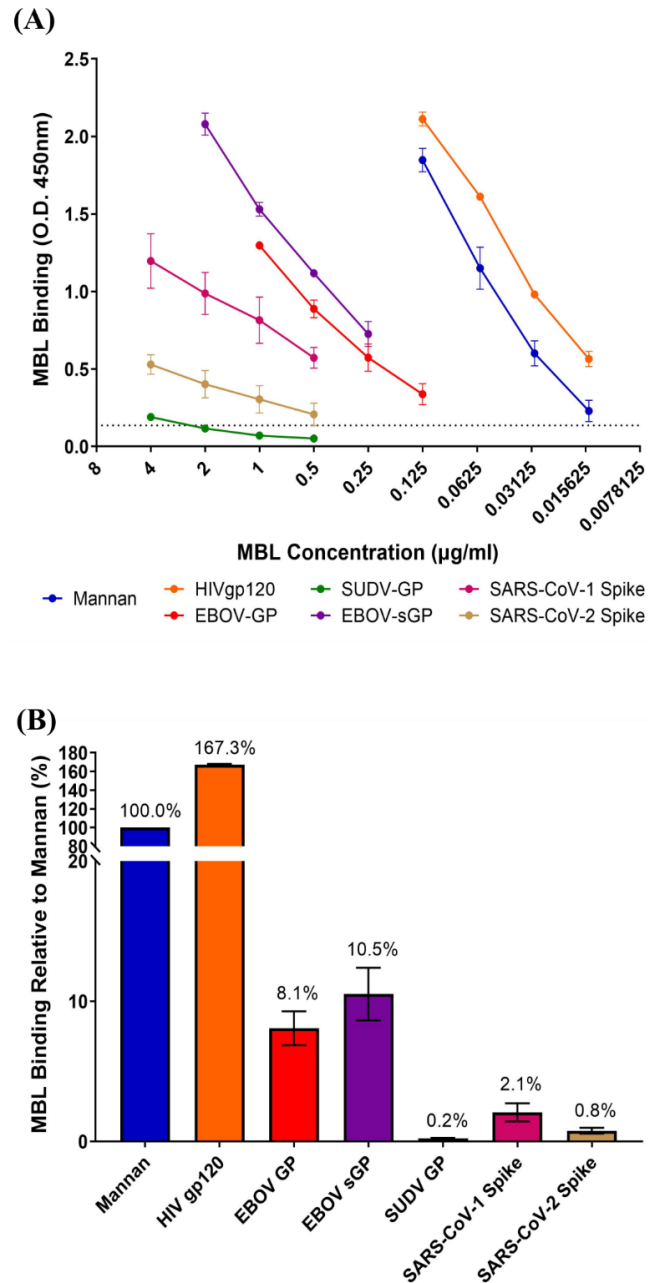 (A)
2.5
2.0
1.5
1.0
0.5
0.0
MBL Binding (O.D. 450nm)
8
4
2
1
0.5
0.25
0.125
0.0625
0.03125
0.015625
0.0078125
MBL Concentration (µg/ml)
Mannan
HIVgp120
SUDV-GP
SARS-CoV-1 Spike
EBOV-GP
EBOV-sGP
SARS-CoV-2 Spike
(B)
MBL Binding Relative to Mannan (%)
180
160
140
120
100
80
20
10
0
100.0%
167.3%
8.1%
10.5%
0.2%
2.1%
0.8%
Mannan
HIV gp120
EBOV GP
EBOV sGP
SUDV GP
SARS-CoV-1 Spike
SARS-CoV-2 Spike